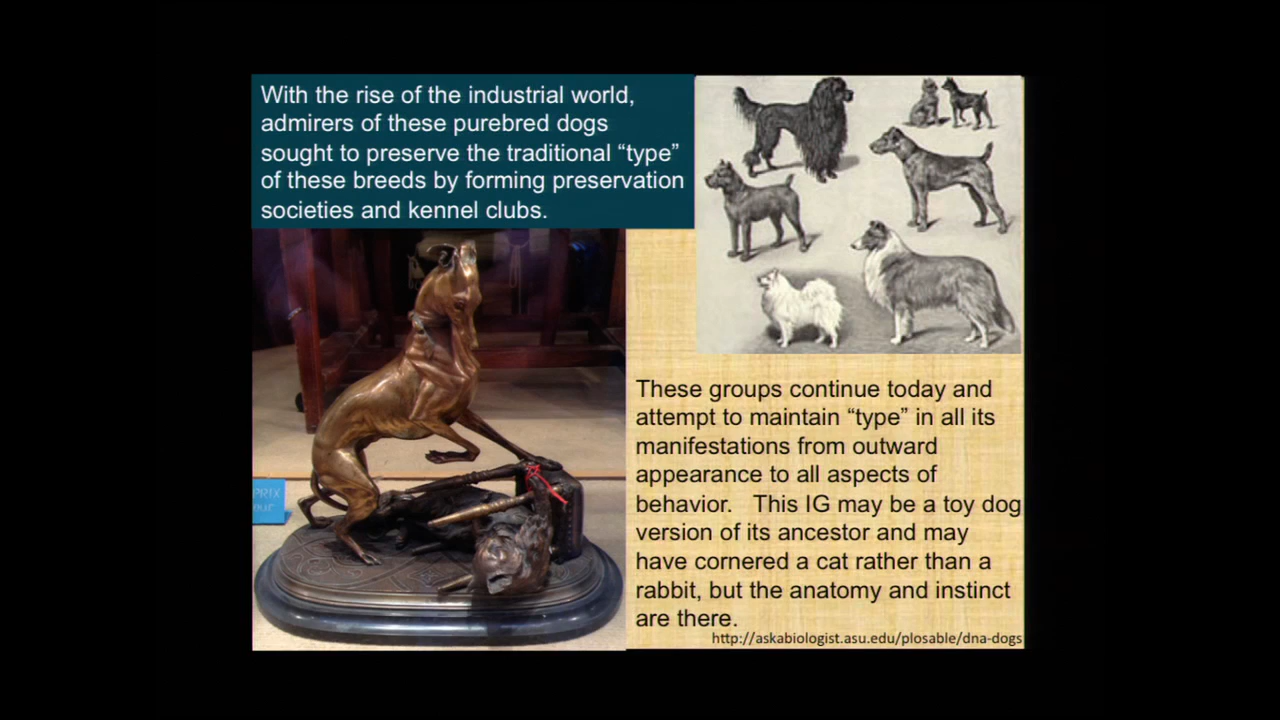 With the rise of the industrial world,
admirers of these purebred dogs
sought to preserve the traditional “type”
of these breeds by forming preservation
societies and kennel clubs.
PRIX
These groups continue today and
attempt to maintain “type” in all its
manifestations from outward
appearance to all aspects of
behavior.   This IG may be a toy dog
version of its ancestor and may
have cornered a cat rather than a
rabbit, but the anatomy and instinct
are there.
http://askabiologist.asu.edu/plosable/dna-dogs